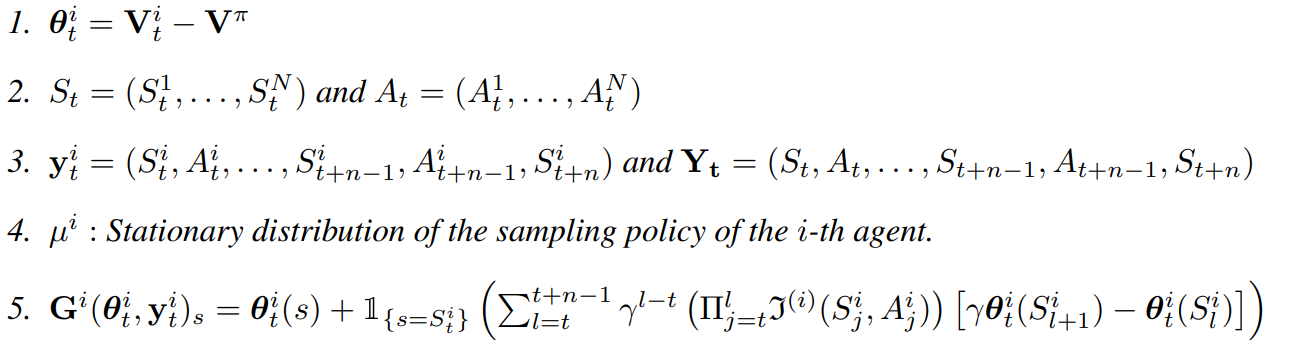 1. θ_t^i = V_t^i − V^π
2. S_t = (S_t^1, . . . , S_t^N) and A_t = (A_t^1, . . . , A_t^N)
3. y_t^i = (S_t^i, A_t^i, . . . , S_{t+n−1}^i, A_{t+n−1}^i, S_{t+n}^i) and Y_t = (S_t, A_t, . . . , S_{t+n−1}, A_{t+n−1}, S_{t+n})
4. μ^i : Stationary distribution of the sampling policy of the i-th agent.
5. G^i(θ_t^i, y_t^i)_s = θ_t^i(s) + 𝟙_{{s=S_t^i}} (∑_{l=t}^{t+n−1} γ^{l−t} (Π_{j=t}^l ℑ^{(i)}(S_j^i, A_j^i)) [γθ_t^i(S_{l+1}^i) − θ_t^i(S_l^i)])